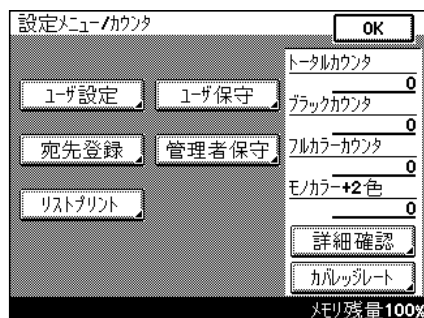 設定メニュー/カウンタ
OK
ユーザ設定
ユーザ保守
宛先登録
管理者保守
リストプリント
トータルカウンタ
0
ブラックカウンタ
0
フルカラーカウンタ
0
モノカラー+2色
0
詳細確認
カバレッジレート
メモリ残量100%